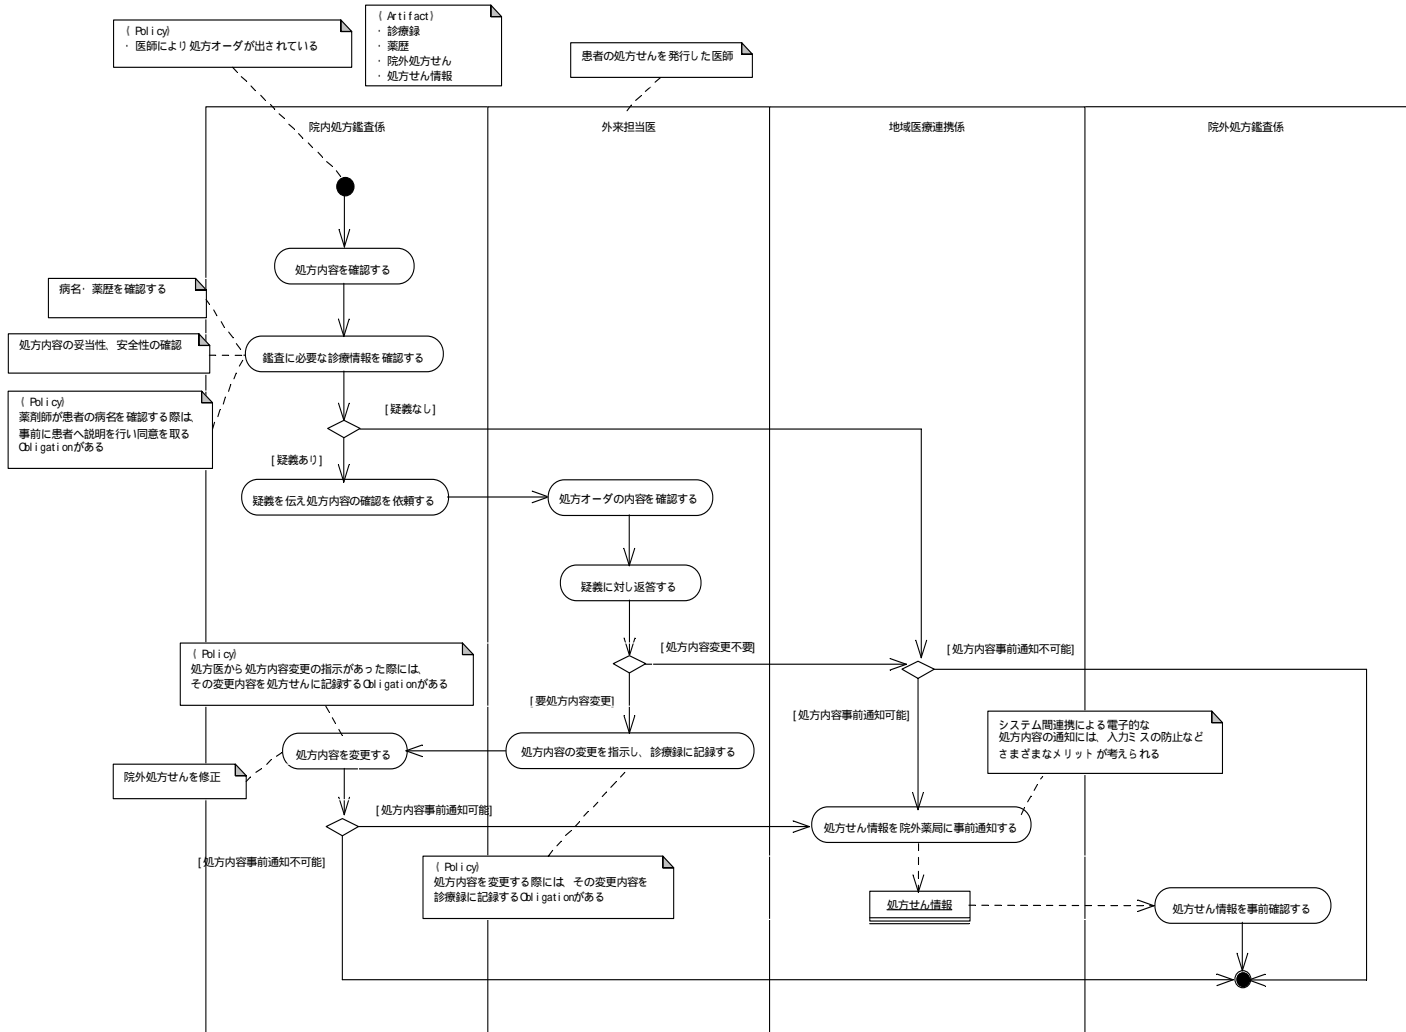 ( Policy)
・ 医師により処方オーダが出されている
( Artifact)
・ 診療録
・ 薬歴
・ 院外処方せん
・ 処方せん情報
患者の処方せんを発行した医師
院内処方鑑査係
外来担当医
地域医療連携係
院外処方鑑査係
処方内容を確認する
病名・薬歴を確認する
処方内容の妥当性、安全性の確認
鑑査に必要な診療情報を確認する
( Policy)
薬剤師が患者の病名を確認する際は、
事前に患者へ説明を行い同意を取る
Obligationがある
[疑義なし]
[疑義あり]
疑義を伝え処方内容の確認を依頼する
処方オーダの内容を確認する
疑義に対し返答する
[処方内容変更不要]
[処方内容事前通知不可能]
( Policy)
処方医から処方内容変更の指示があった際には、
その変更内容を処方せんに記録するObligationがある
[要処方内容変更]
[処方内容事前通知可能]
システム間連携による電子的な
処方内容の通知には、入力ミスの防止など
さまざまなメリットが考えられる
処方内容を変更する
処方内容の変更を指示し、診療録に記録する
院外処方せんを修正
[処方内容事前通知可能]
処方せん情報を院外薬局に事前通知する
[処方内容事前通知不可能]
( Policy)
処方内容を変更する際には、その変更内容を
診療録に記録するObligationがある
処方せん情報
処方せん情報を事前確認する